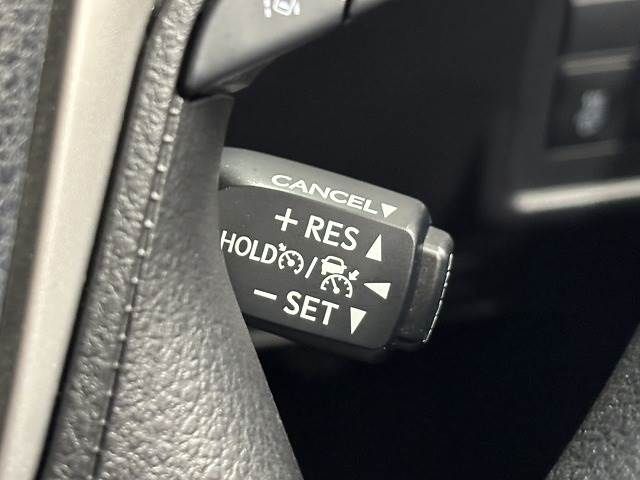 CANCEL▼
+ RES ▲
HOLD / ◀
− SET ▼